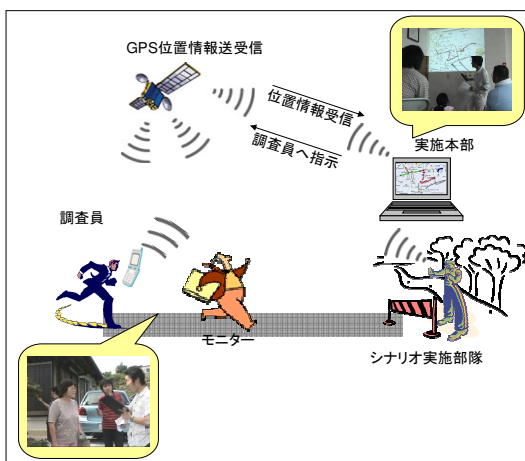 GPS位置情報送受信
位置情報受信
調査員へ指示
実施本部
調査員
モニター
シナリオ実施部隊